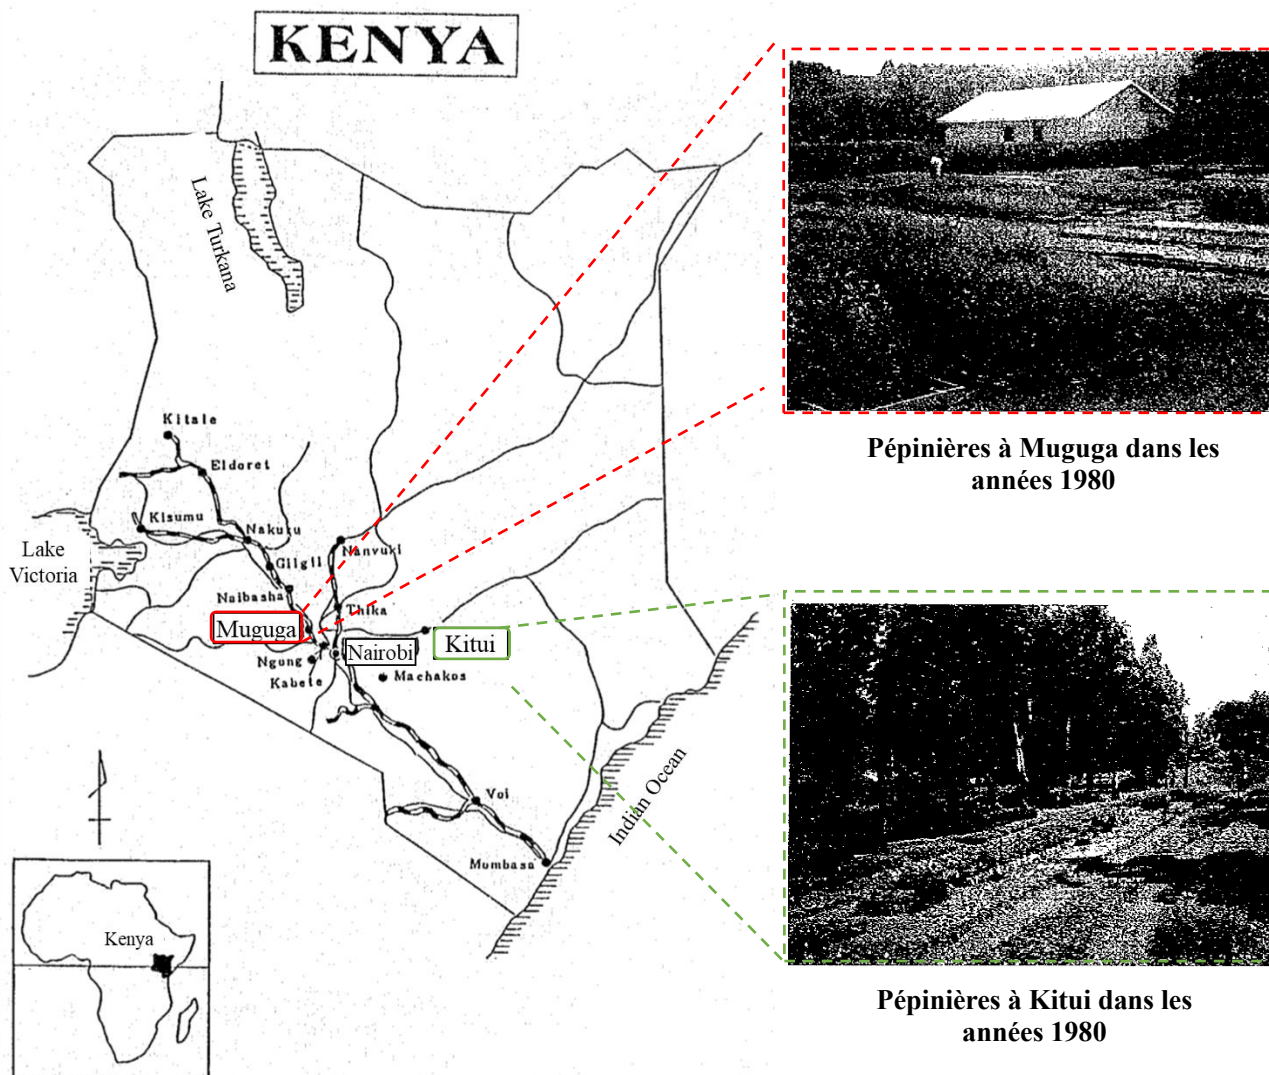 KENYA
Lake Turkana
Kitale
Eldoret
Kisumu
Nakuru
Gilgil
Nanyuki
Lake
Victoria
Naibasha
Thika
Muguga
Kitui
Nairobi
Ngong
Kabete
Machakos
Voi
Mombasa
Indian Ocean
Kenya
Pépinières à Muguga dans les
années 1980
Pépinières à Kitui dans les
années 1980